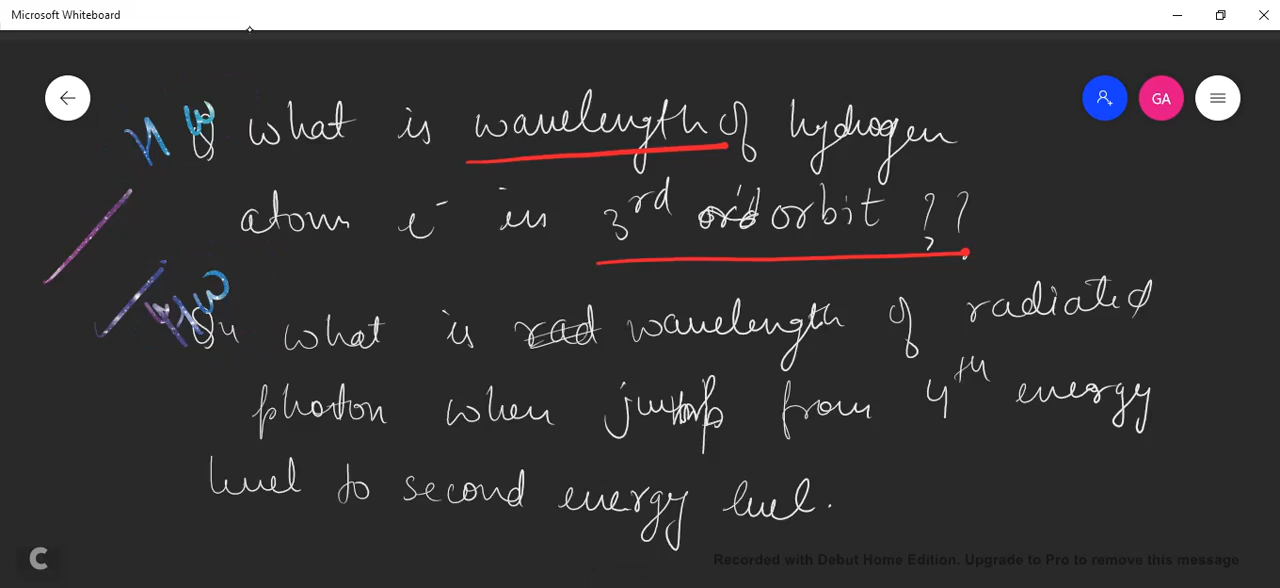 Microsoft Whiteboard
GA
HW Q What is wavelength of hydrogen
atom e⁻ in 3rd orbit ??
Q4 what is wavelength of radiated
photon when jump from 4th energy
level to second energy level.
C
Recorded with Debut Home Edition. Upgrade to Pro to remove this message